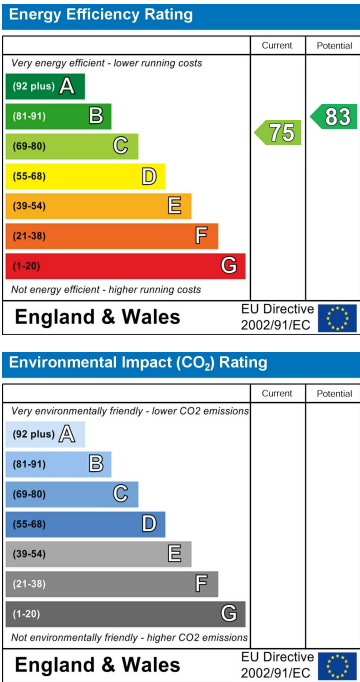 Energy Efficiency Rating
Current Potential
Very energy efficient - lower running costs
(92 plus) A
(81-91) B
(69-80) C
(55-68) D
(39-54) E
(21-38) F
(1-20) G
75
83
Not energy efficient - higher running costs
England & Wales
EU Directive
2002/91/EC
Environmental Impact (CO₂) Rating
Current Potential
Very environmentally friendly - lower CO2 emissions
(92 plus) A
(81-91) B
(69-80) C
(55-68) D
(39-54) E
(21-38) F
(1-20) G
Not environmentally friendly - higher CO2 emissions
England & Wales
EU Directive
2002/91/EC